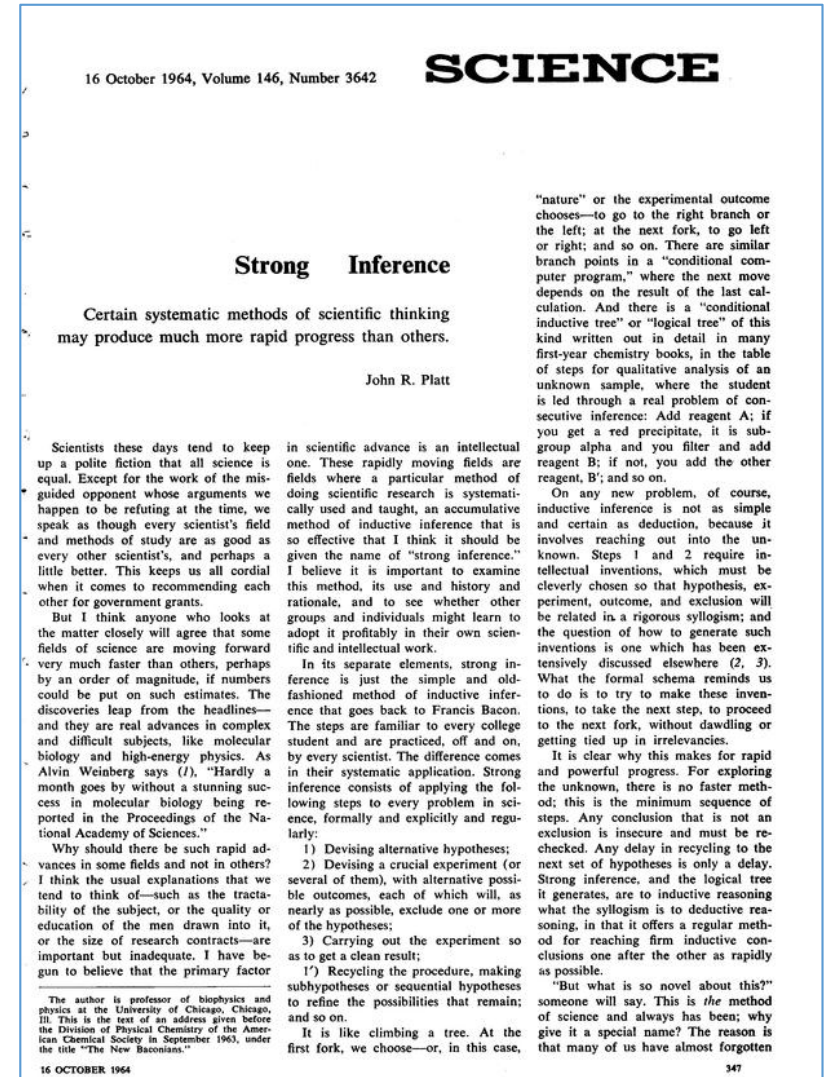 16 October 1964, Volume 146, Number 3642
SCIENCE
Strong Inference
Certain systematic methods of scientific thinking
may produce much more rapid progress than others.
John R. Platt
Scientists these days tend to keep
up a polite fiction that all science is
equal. Except for the work of the mis-
guided opponent whose arguments we
happen to be refuting at the time, we
speak as though every scientist's field
and methods of study are as good as
every other scientist's, and perhaps a
little better. This keeps us all cordial
when it comes to recommending each
other for government grants.
But I think anyone who looks at
the matter closely will agree that some
fields of science are moving forward
very much faster than others, perhaps
by an order of magnitude, if numbers
could be put on such estimates. The
discoveries leap from the headlines—
and they are real advances in complex
and difficult subjects, like molecular
biology and high-energy physics. As
Alvin Weinberg says (1), "Hardly a
month goes by without a stunning suc-
cess in molecular biology being re-
ported in the Proceedings of the Na-
tional Academy of Sciences."
Why should there be such rapid ad-
vances in some fields and not in others?
I think the usual explanations that we
tend to think of—such as the tracta-
bility of the subject, or the quality or
education of the men drawn into it,
or the size of research contracts—are
important but inadequate. I have be-
gun to believe that the primary factor
The author is professor of biophysics and
physics at the University of Chicago, Chicago,
Ill. This is the text of an address given before
the Division of Physical Chemistry of the Amer-
ican Chemical Society in September 1963, under
the title "The New Baconians."
in scientific advance is an intellectual
one. These rapidly moving fields are
fields where a particular method of
doing scientific research is systemati-
cally used and taught, an accumulative
method of inductive inference that is
so effective that I think it should be
given the name of "strong inference."
I believe it is important to examine
this method, its use and history and
rationale, and to see whether other
groups and individuals might learn to
adopt it profitably in their own scien-
tific and intellectual work.
In its separate elements, strong in-
ference is just the simple and old-
fashioned method of inductive infer-
ence that goes back to Francis Bacon.
The steps are familiar to every college
student and are practiced, off and on,
by every scientist. The difference comes
in their systematic application. Strong
inference consists of applying the fol-
lowing steps to every problem in sci-
ence, formally and explicitly and regu-
larly:
1) Devising alternative hypotheses;
2) Devising a crucial experiment (or
several of them), with alternative possi-
ble outcomes, each of which will, as
nearly as possible, exclude one or more
of the hypotheses;
3) Carrying out the experiment so
as to get a clean result;
1') Recycling the procedure, making
subhypotheses or sequential hypotheses
to refine the possibilities that remain;
and so on.
It is like climbing a tree. At the
first fork, we choose—or, in this case,
"nature" or the experimental outcome
chooses—to go to the right branch or
the left; at the next fork, to go left
or right; and so on. There are similar
branch points in a "conditional com-
puter program," where the next move
depends on the result of the last cal-
culation. And there is a "conditional
inductive tree" or "logical tree" of this
kind written out in detail in many
first-year chemistry books, in the table
of steps for qualitative analysis of an
unknown sample, where the student
is led through a real problem of con-
secutive inference: Add reagent A; if
you get a red precipitate, it is sub-
group alpha and you filter and add
reagent B; if not, you add the other
reagent, B'; and so on.
On any new problem, of course,
inductive inference is not as simple
and certain as deduction, because it
involves reaching out into the un-
known. Steps 1 and 2 require in-
tellectual inventions, which must be
cleverly chosen so that hypothesis, ex-
periment, outcome, and exclusion will
be related in a rigorous syllogism; and
the question of how to generate such
inventions is one which has been ex-
tensively discussed elsewhere (2, 3).
What the formal schema reminds us
to do is to try to make these inven-
tions, to take the next step, to proceed
to the next fork, without dawdling or
getting tied up in irrelevancies.
It is clear why this makes for rapid
and powerful progress. For exploring
the unknown, there is no faster meth-
od; this is the minimum sequence of
steps. Any conclusion that is not an
exclusion is insecure and must be re-
checked. Any delay in recycling to the
next set of hypotheses is only a delay.
Strong inference, and the logical tree
it generates, are to inductive reasoning
what the syllogism is to deductive rea-
soning, in that it offers a regular meth-
od for reaching firm inductive con-
clusions one after the other as rapidly
as possible.
"But what is so novel about this?"
someone will say. This is the method
of science and always has been; why
give it a special name? The reason is
that many of us have almost forgotten
16 OCTOBER 1964
347